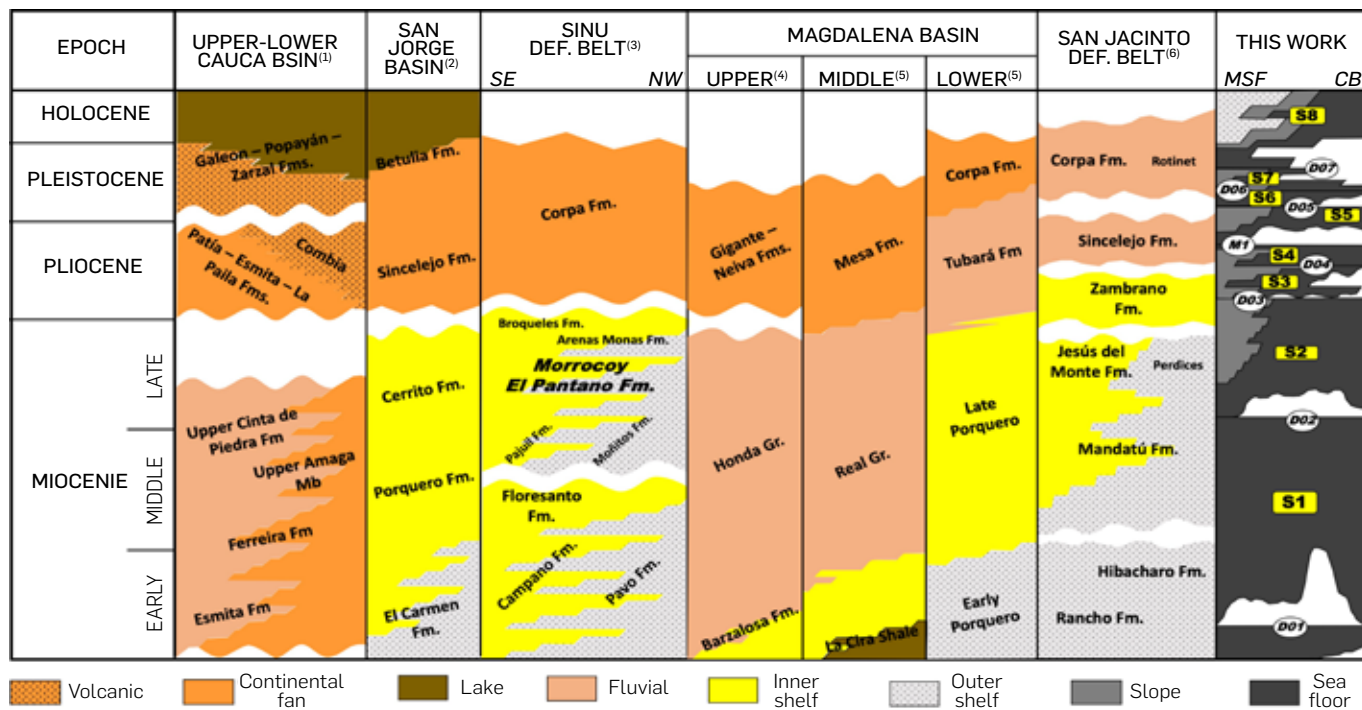 EPOCH
UPPER-LOWER
CAUCA BSIN(1)
SAN
JORGE
BASIN(2)
SINU
DEF. BELT(3)
SE
NW
MAGDALENA BASIN
UPPER(4)
MIDDLE(5)
LOWER(5)
SAN JACINTO
DEF. BELT(6)
THIS WORK
MSF
CB
HOLOCENE
PLEISTOCENE
PLIOCENE
MIOCENIE
LATE
MIDDLE
EARLY
Galeon – Popayán –
Zarzal Fms.
Combia
Patía – Esmita – La
Paila Fms.
Upper Cinta de
Piedra Fm
Upper Amaga
Mb
Ferreira Fm
Esmita Fm
Betulia Fm.
Sincelejo Fm.
Cerrito Fm.
Porquero Fm.
El Carmen
Fm.
Corpa Fm.
Broqueles Fm.
Arenas Monas Fm.
Morrocoy
El Pantano Fm.
Pajuil Fm.
Moñitos Fm.
Floresanto
Fm.
Campano Fm.
Pavo Fm.
Gigante –
Neiva Fms.
Honda Gr.
Barzalosa Fm.
Mesa Fm.
Real Gr.
La Cira Shale
Corpa Fm.
Tubará Fm
Late
Porquero
Early
Porquero
Corpa Fm.
Rotinet
Sincelejo Fm.
Zambrano
Fm.
Jesús del
Monte Fm.
Perdices
Mandatú Fm.
Hibacharo Fm.
Rancho Fm.
S8
D07
S7
D06
S6
D05
S5
M1
S4
D04
S3
D03
S2
D02
S1
D01
Volcanic
Continental
fan
Lake
Fluvial
Inner
shelf
Outer
shelf
Slope
Sea
floor